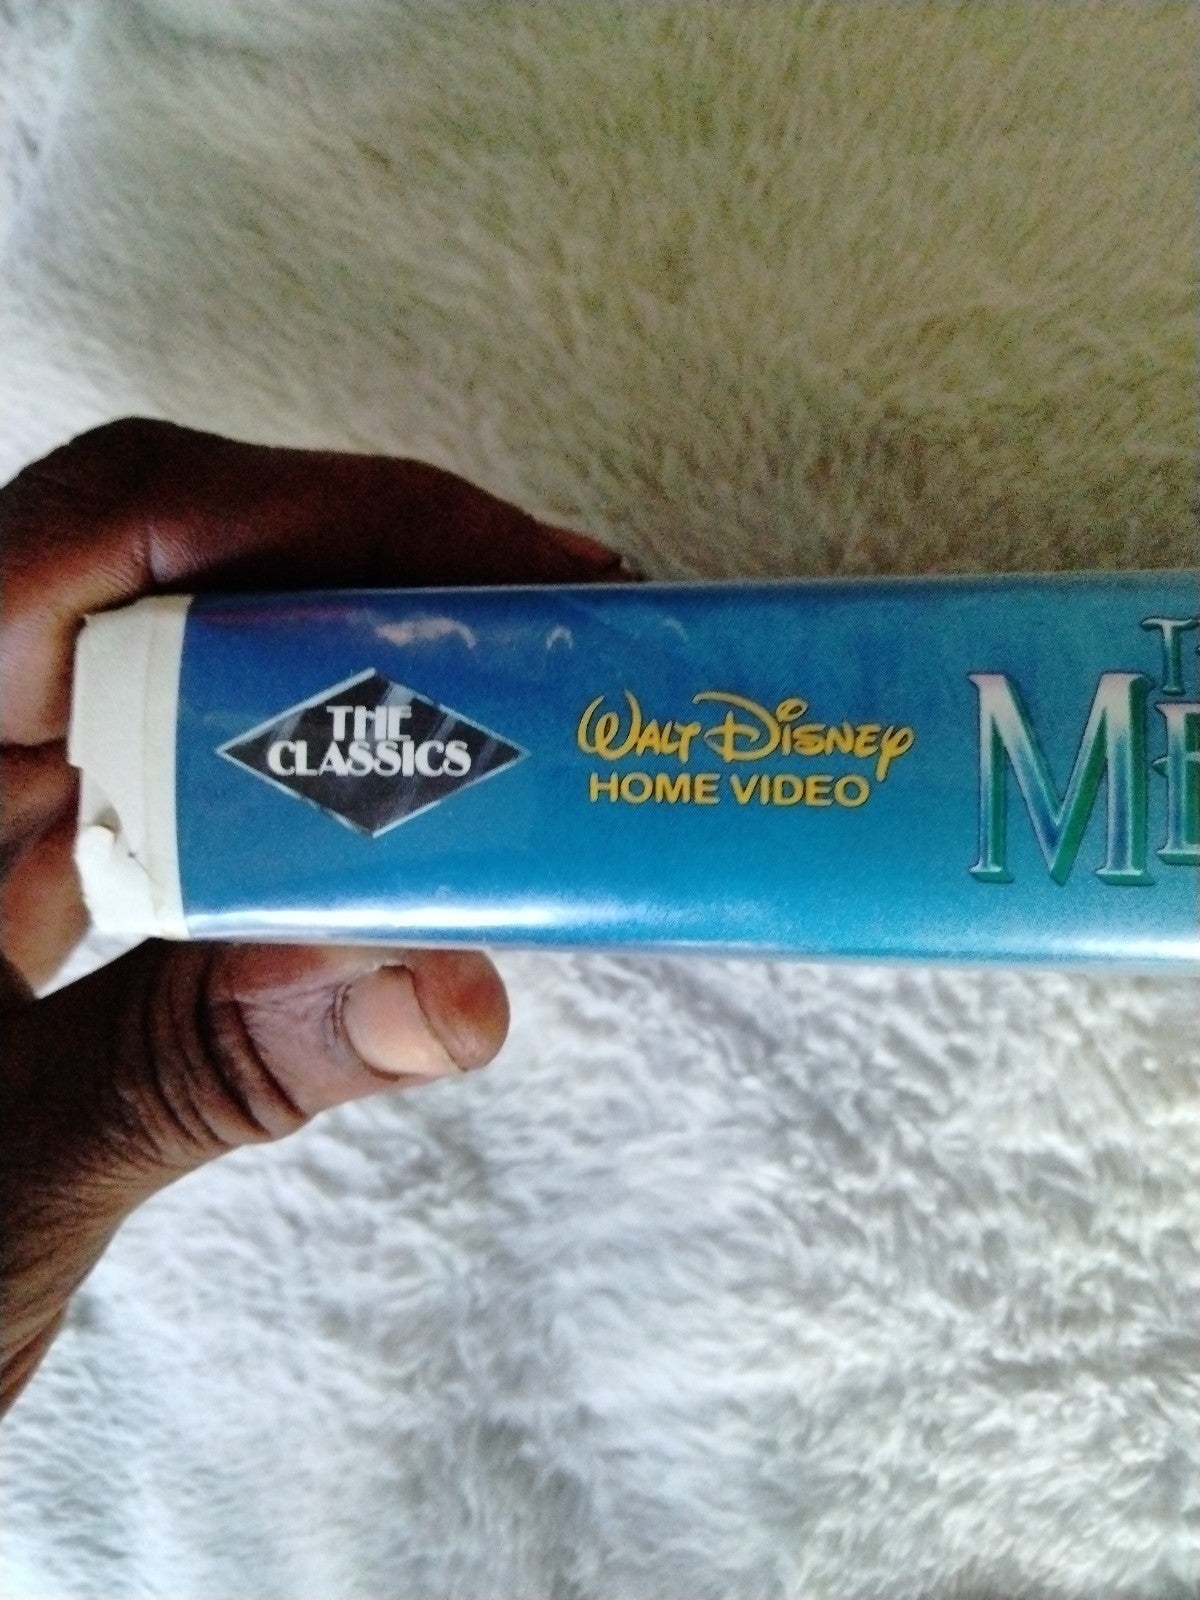 THE
CLASSICS
WALT DISNEY
HOME VIDEO